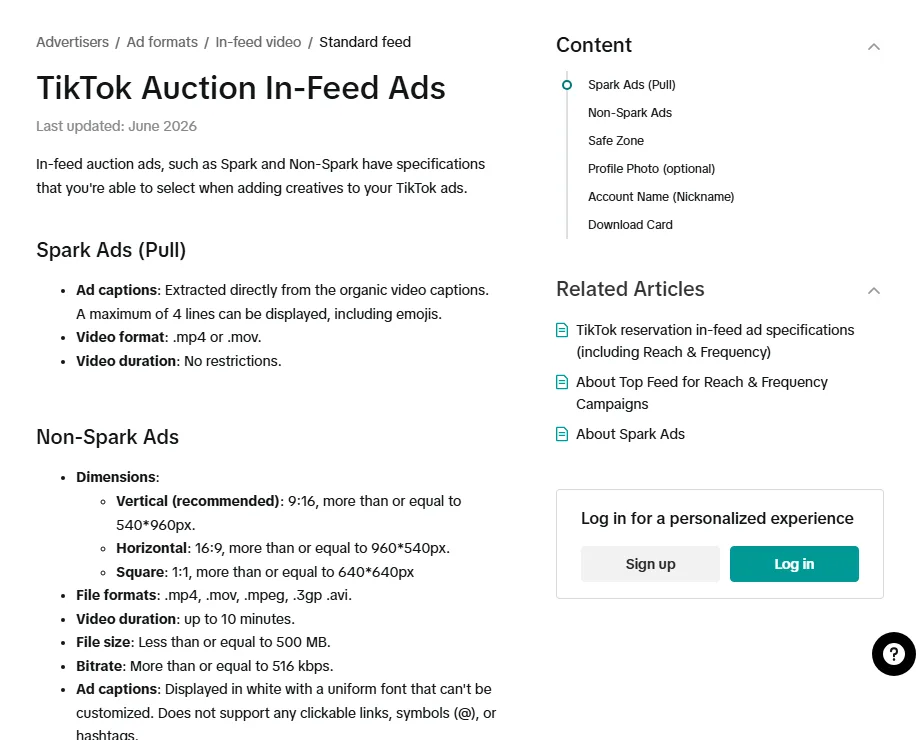 Advertisers / Ad formats / In-feed video / Standard feed
TikTok Auction In-Feed Ads
Last updated: June 2026
In-feed auction ads, such as Spark and Non-Spark have specifications
that you're able to select when adding creatives to your TikTok ads.
Spark Ads (Pull)
• Ad captions: Extracted directly from the organic video captions.
A maximum of 4 lines can be displayed, including emojis.
• Video format: .mp4 or .mov.
• Video duration: No restrictions.
Non-Spark Ads
• Dimensions:
◦ Vertical (recommended): 9:16, more than or equal to
540*960px.
◦ Horizontal: 16:9, more than or equal to 960*540px.
◦ Square: 1:1, more than or equal to 640*640px
• File formats: .mp4, .mov, .mpeg, .3gp .avi.
• Video duration: up to 10 minutes.
• File size: Less than or equal to 500 MB.
• Bitrate: More than or equal to 516 kbps.
• Ad captions: Displayed in white with a uniform font that can't be
customized. Does not support any clickable links, symbols (@), or
hashtags.
Content
Spark Ads (Pull)
Non-Spark Ads
Safe Zone
Profile Photo (optional)
Account Name (Nickname)
Download Card
Related Articles
TikTok reservation in-feed ad specifications
(including Reach & Frequency)
About Top Feed for Reach & Frequency
Campaigns
About Spark Ads
Log in for a personalized experience
Sign up
Log in
?